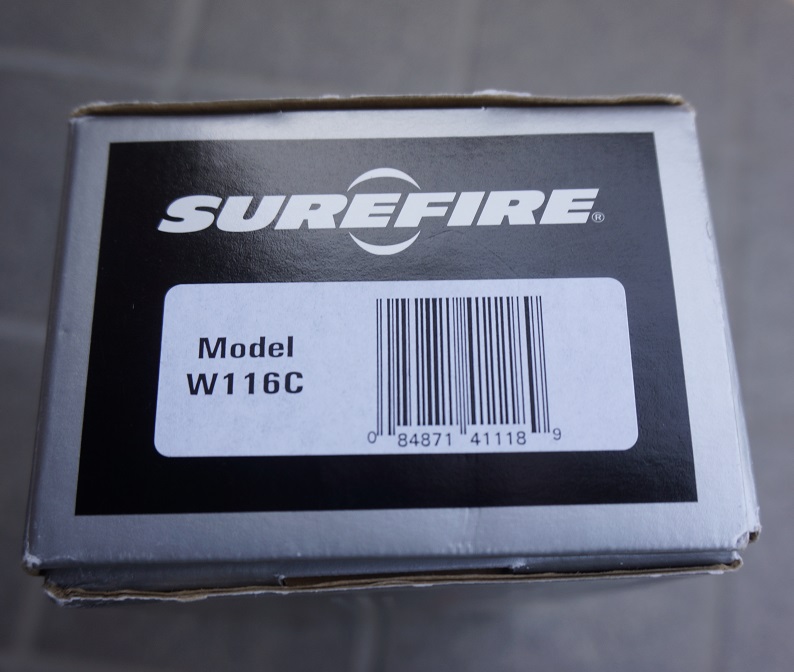 SUREFIRE®
Model
W116C
0 84871 41118 9